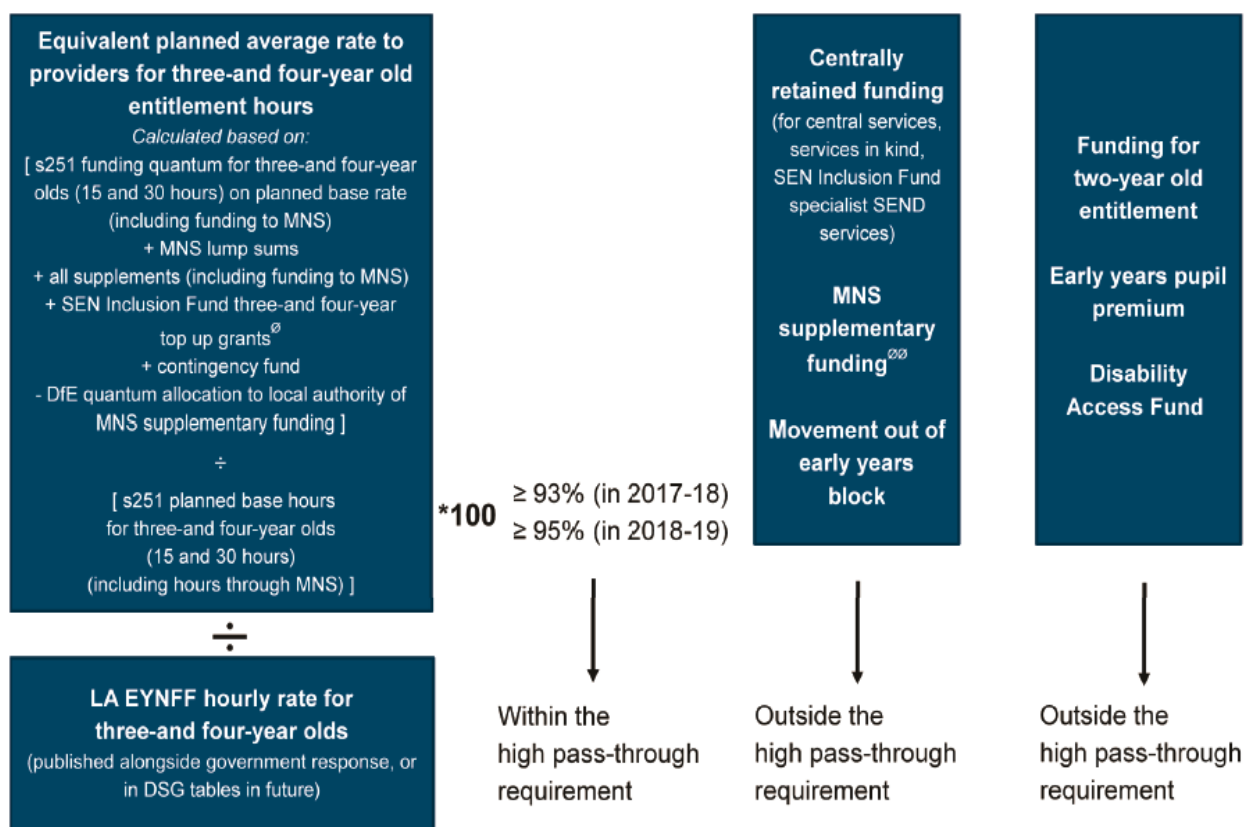 Equivalent planned average rate to
providers for three-and four-year old
entitlement hours
Calculated based on:
[ s251 funding quantum for three-and four-year
olds (15 and 30 hours) on planned base rate
(including funding to MNS)
+ MNS lump sums
+ all supplements (including funding to MNS)
+ SEN Inclusion Fund three-and four-year
top up grants^ø
+ contingency fund
- DfE quantum allocation to local authority of
MNS supplementary funding ]
÷
[ s251 planned base hours
for three-and four-year olds
(15 and 30 hours)
(including hours through MNS) ]
÷
LA EYNFF hourly rate for
three-and four-year olds
(published alongside government response, or
in DSG tables in future)
*100
≥ 93% (in 2017-18)
≥ 95% (in 2018-19)
Within the
high pass-through
requirement
Centrally
retained funding
(for central services,
services in kind,
SEN Inclusion Fund
specialist SEND
services)
MNS
supplementary
funding^øø
Movement out of
early years
block
Outside the
high pass-through
requirement
Funding for
two-year old
entitlement
Early years pupil
premium
Disability
Access Fund
Outside the
high pass-through
requirement